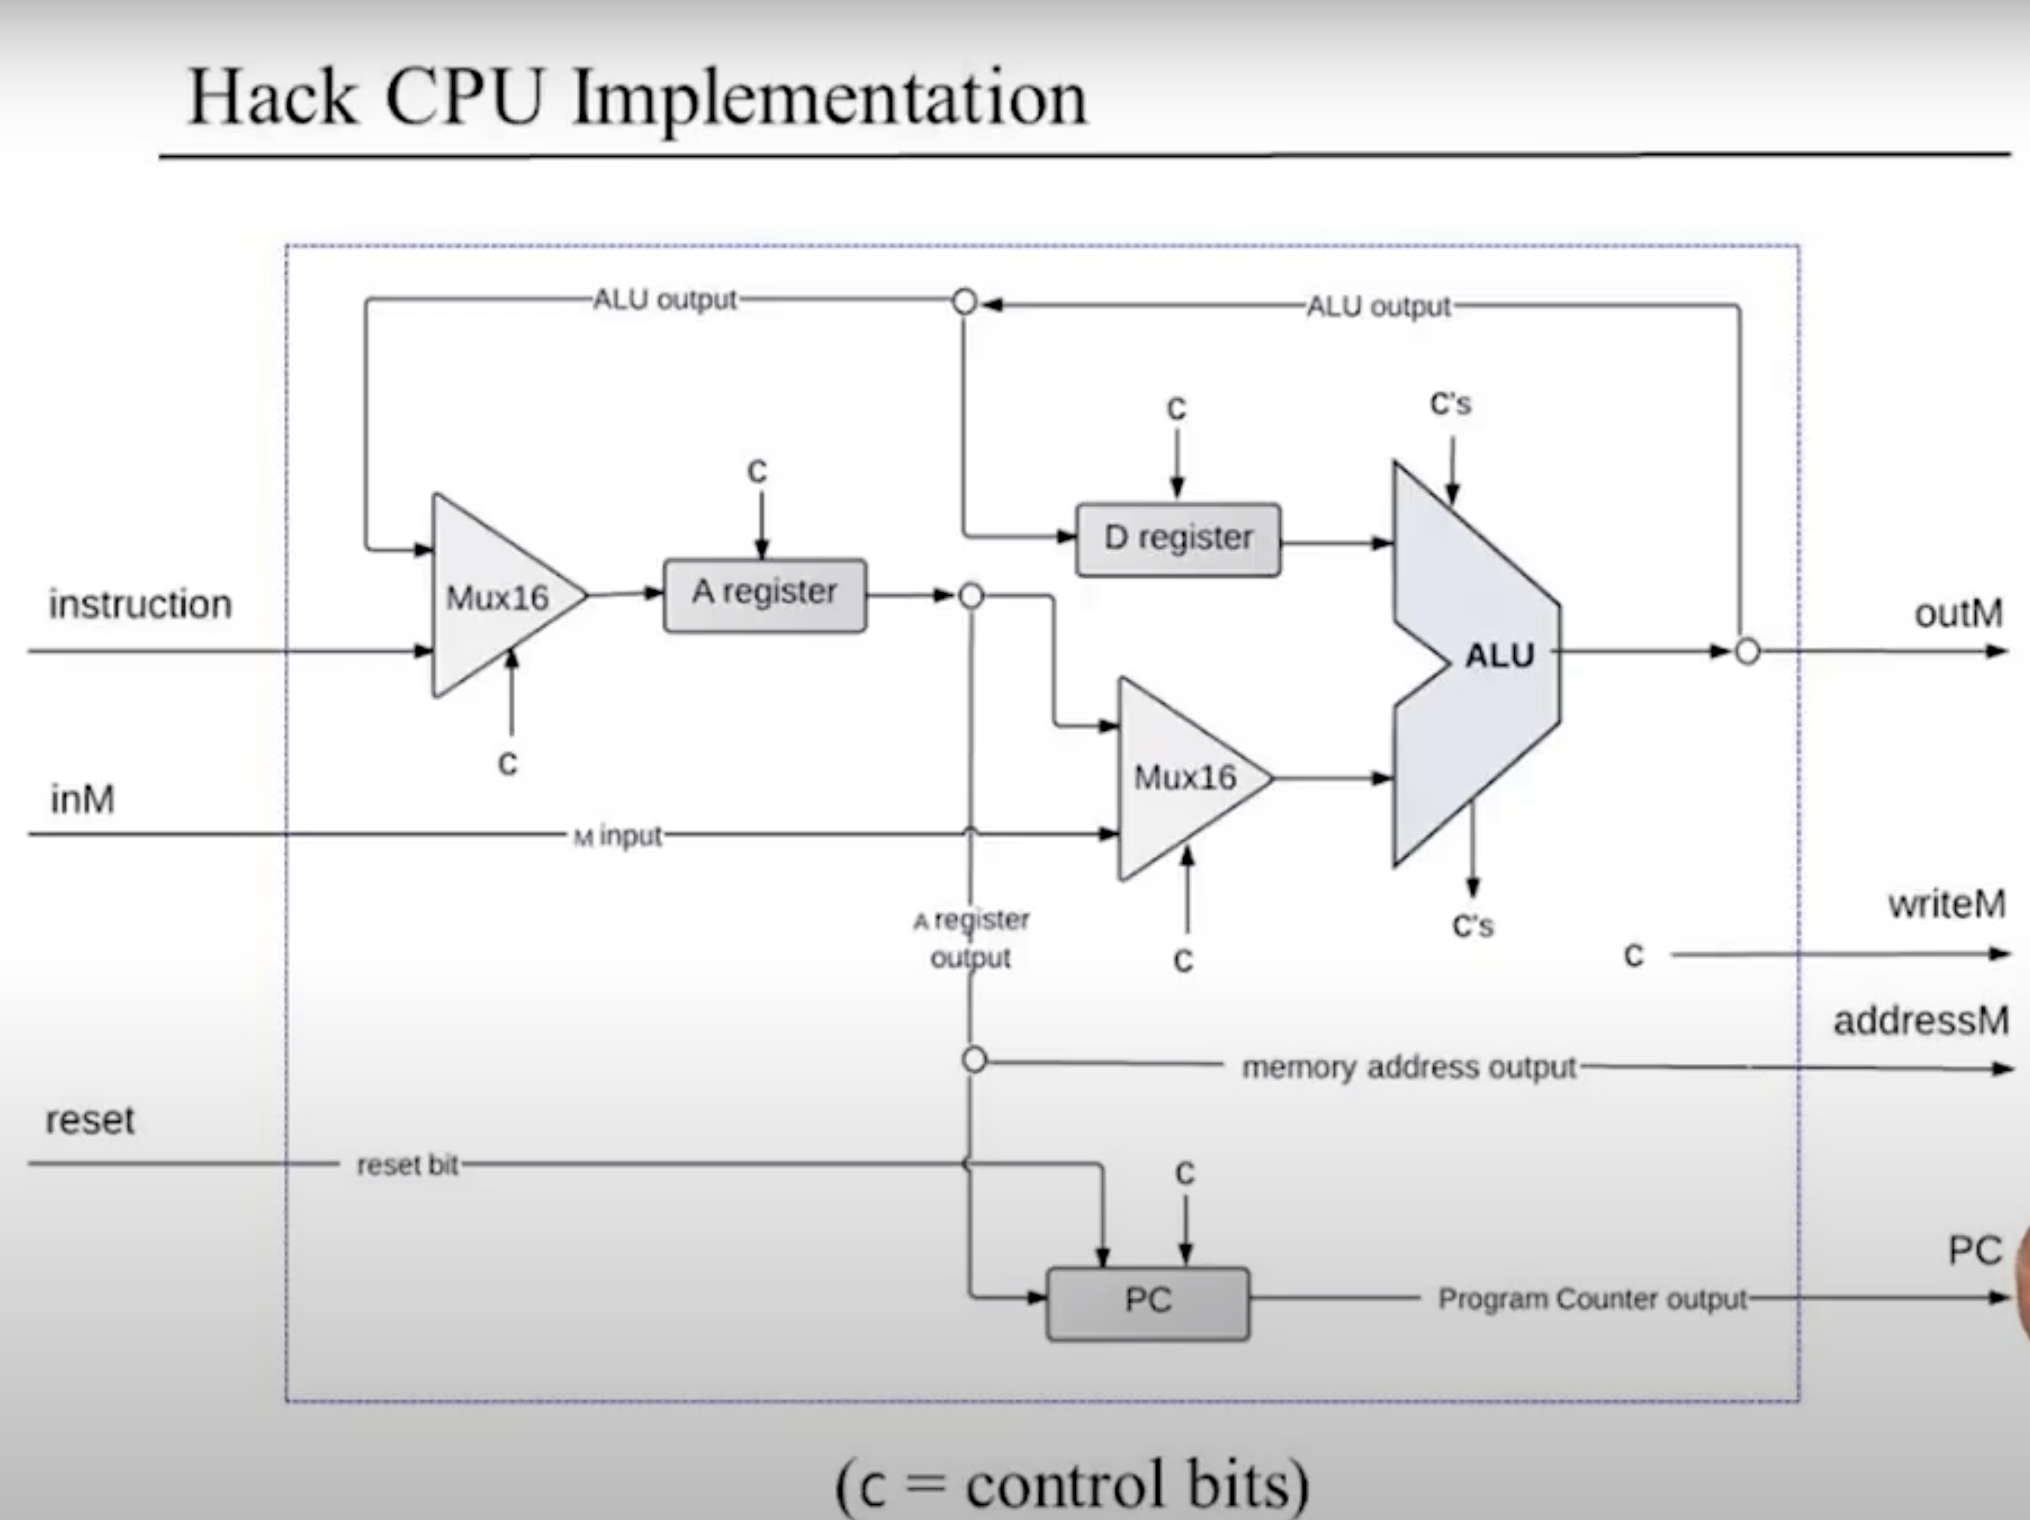 Hack CPU Implementation
ALU output
ALU output
C
C's
C
D register
instruction
Mux16
A register
outM
ALU
C
Mux16
inM
M input
A register
output
C
C's
writeM
C
addressM
memory address output
reset
reset bit
C
PC
PC
Program Counter output
(c = control bits)